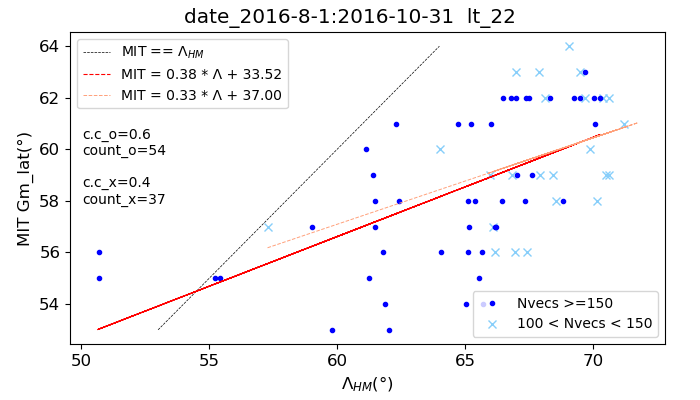 date_2016-8-1:2016-10-31 lt_22
MIT == Λ_HM
MIT = 0.38 * Λ + 33.52
MIT = 0.33 * Λ + 37.00
c.c_o=0.6
count_o=54
c.c_x=0.4
count_x=37
MIT Gm_lat(°)
64
62
60
58
56
54
Nvecs >=150
100 < Nvecs < 150
50 55 60 65 70
Λ_HM(°)